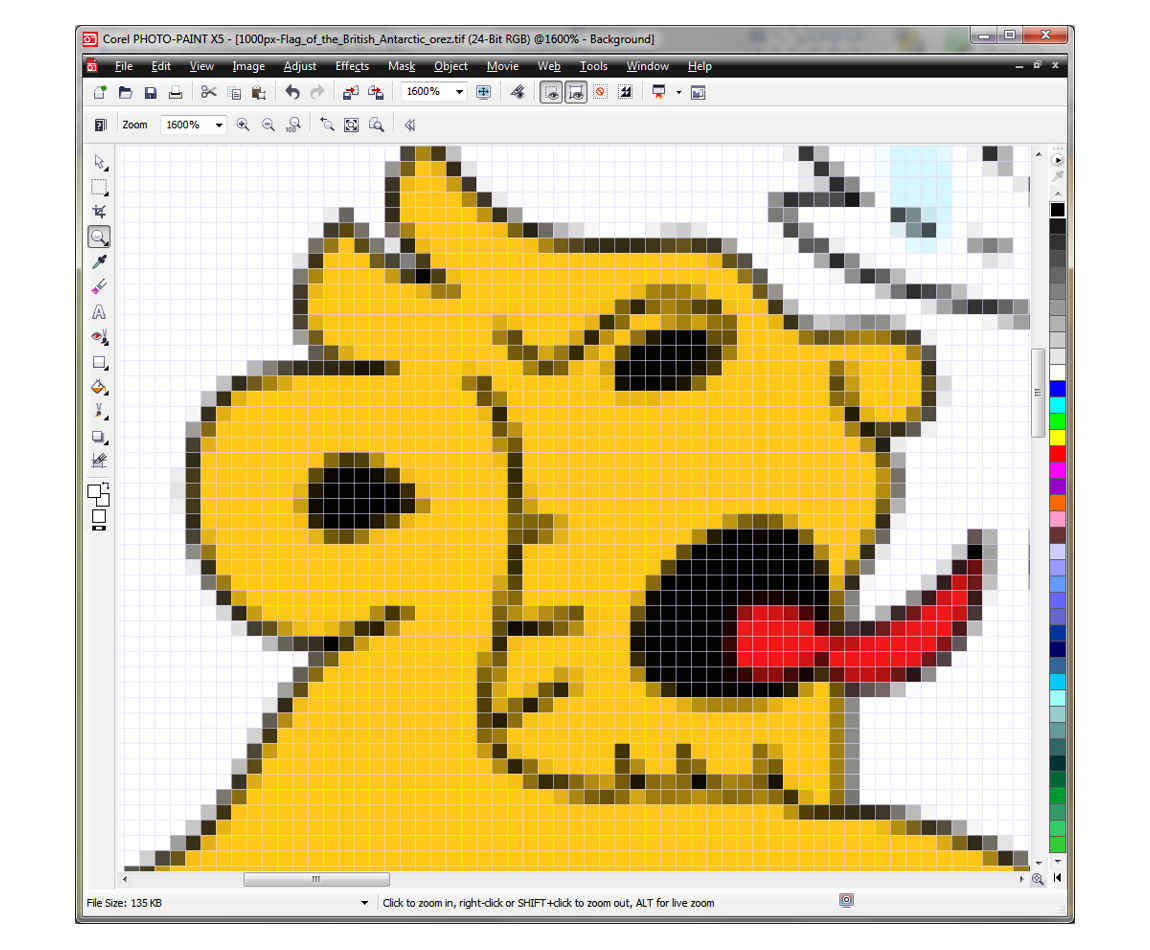 Corel PHOTO-PAINT X5 - [1000px-Flag_of_the_British_Antarctic_orez.tif (24-Bit RGB) @1600% - Background]
File Edit View Image Adjust Effects Mask Object Movie Web Tools Window Help
1600%
Zoom 1600% 100
A
File Size: 135 KB Click to zoom in, right-click or SHIFT+click to zoom out, ALT for live zoom